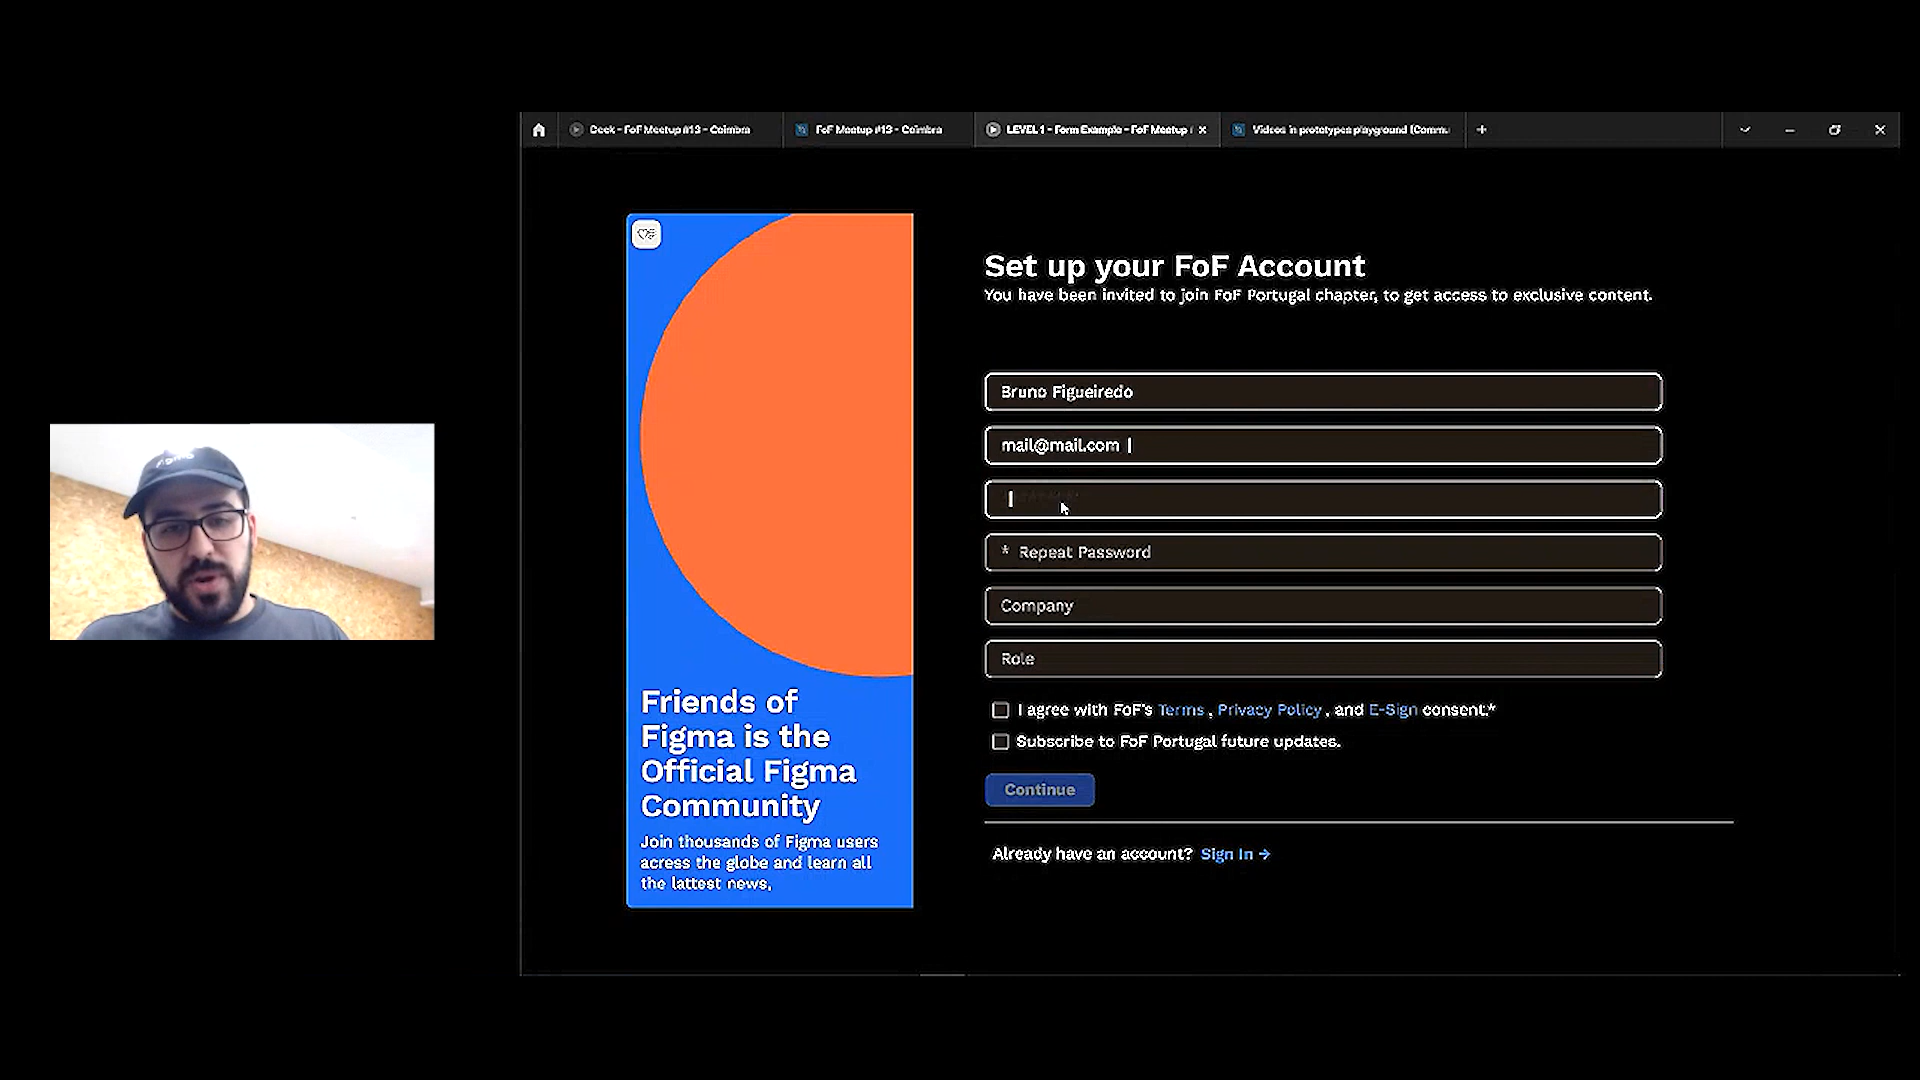 Deck - FoF Meetup #13 - Coimbra
FoF Meetup #13 - Coimbra
LEVEL 1 - Form Example - FoF Meetup
Videos in prototypes playground (Commu
Set up your FoF Account
You have been invited to join FoF Portugal chapter, to get access to exclusive content.
Bruno Figueiredo
mail@mail.com |
|
* Repeat Password
Company
Role
I agree with FoF's Terms , Privacy Policy , and E-Sign consent.*
Subscribe to FoF Portugal future updates.
Continue
Already have an account? Sign In →
Friends of
Figma is the
Official Figma
Community
Join thousands of Figma users
acress the globe and learn all
the lattest news,